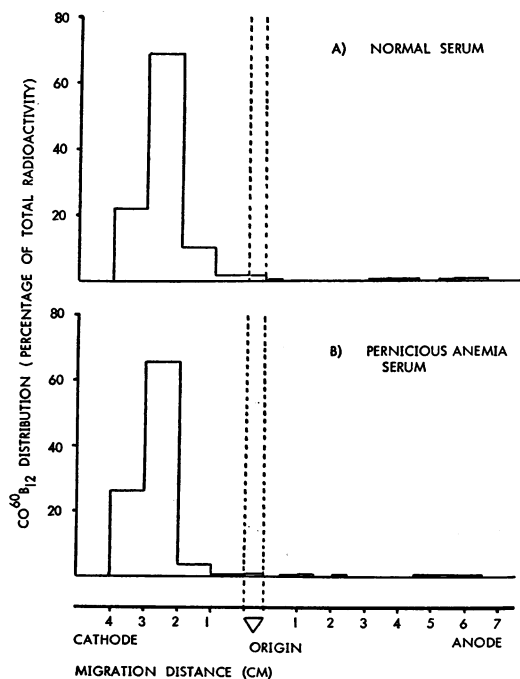 CO60B12 DISTRIBUTION (PERCENTAGE OF TOTAL RADIOACTIVITY)
80
60
40
20
A) NORMAL SERUM
80
60
40
20
B) PERNICIOUS ANEMIA
SERUM
4 3 2 1 1 2 3 4 5 6 7
CATHODE ORIGIN ANODE
MIGRATION DISTANCE (CM)